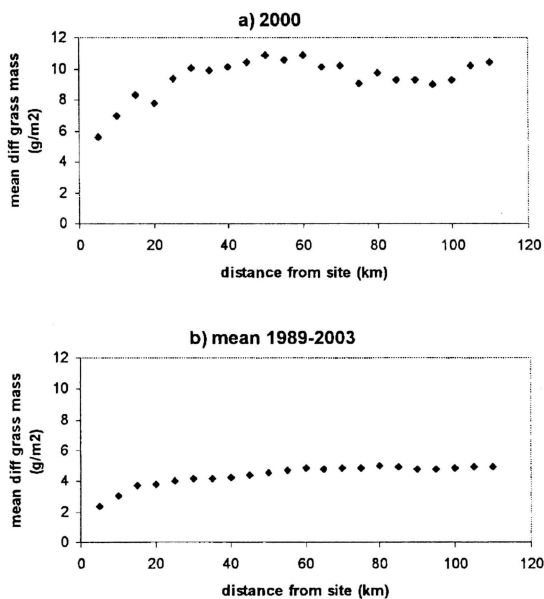 a) 2000
12
10
8
6
4
2
0
mean diff grass mass
(g/m2)
0 20 40 60 80 100 120
distance from site (km)
b) mean 1989-2003
12
10
8
6
4
2
0
mean diff grass mass
(g/m2)
0 20 40 60 80 100 120
distance from site (km)